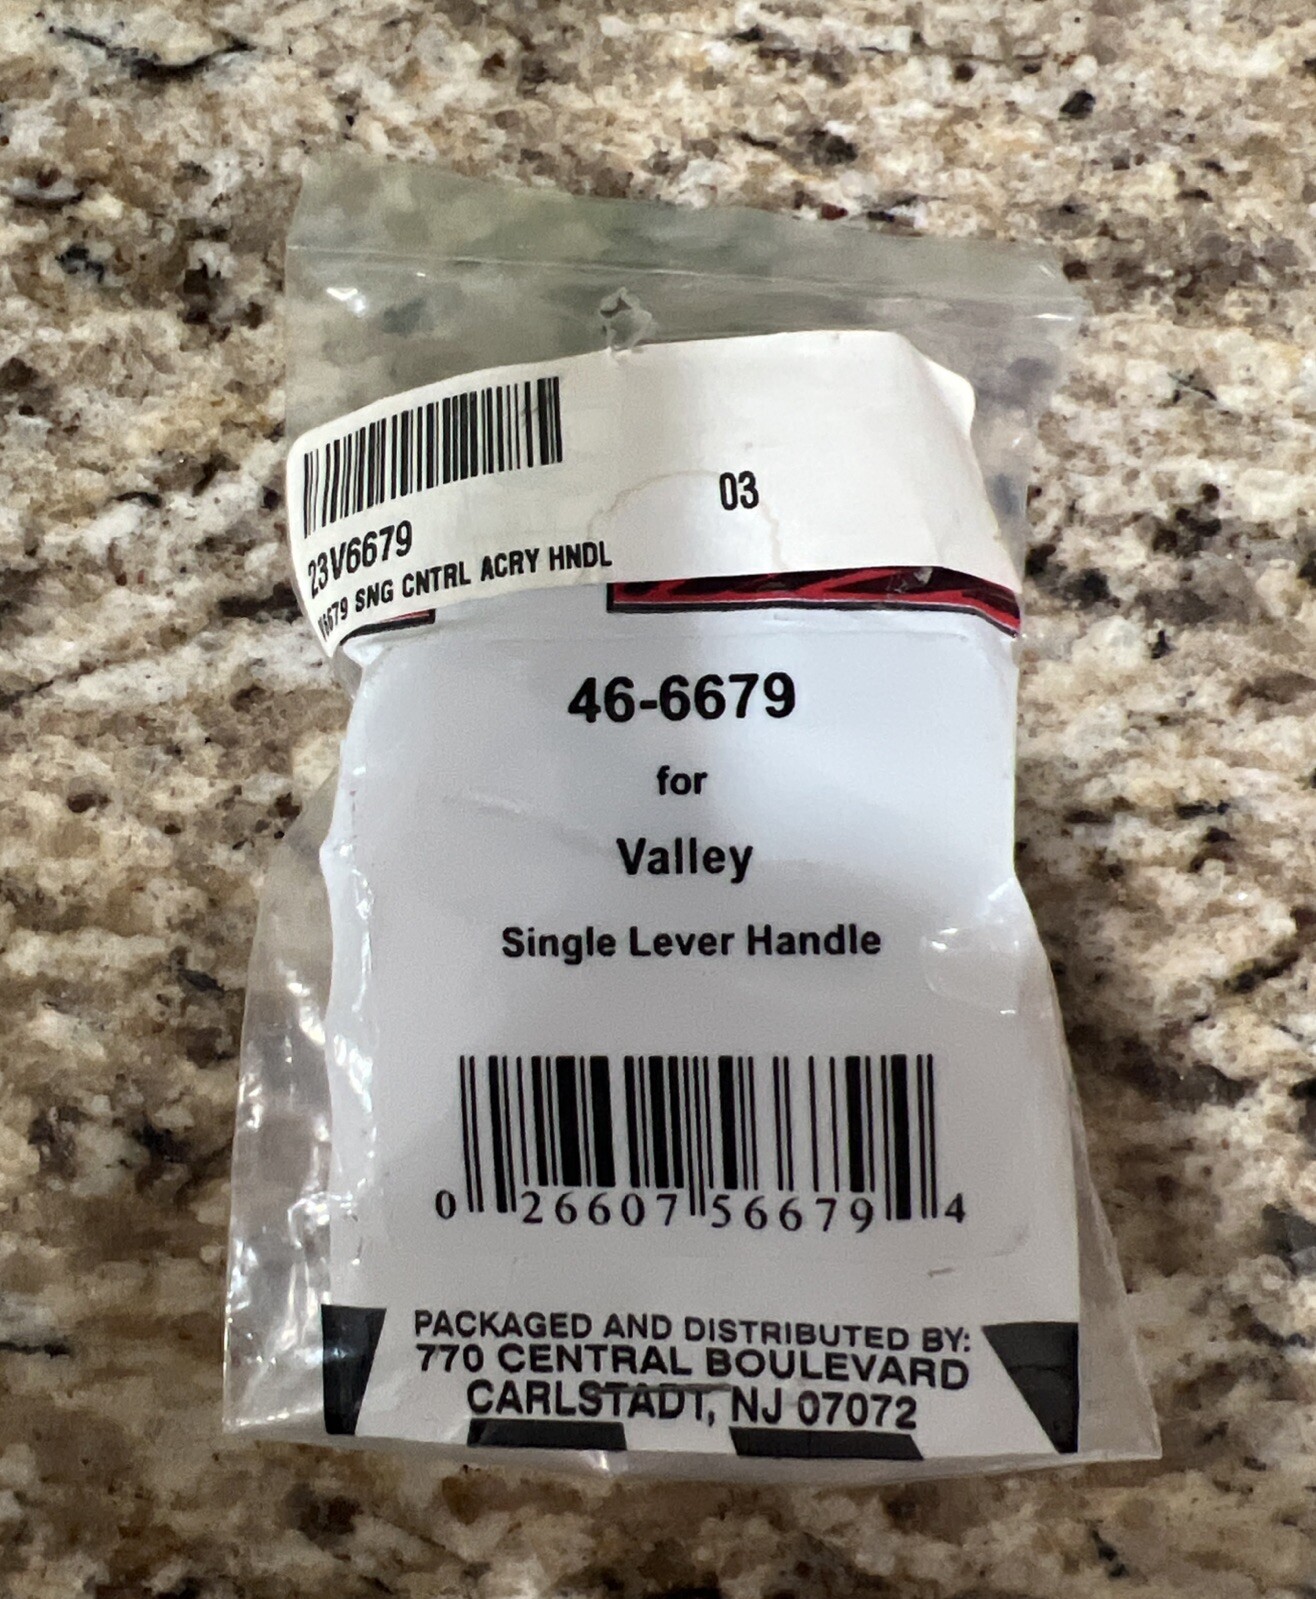 23V6679
V6679 SNG CNTRL ACRY HNDL
03
46-6679
for
Valley
Single Lever Handle
0 26607 56679 4
PACKAGED AND DISTRIBUTED BY:
770 CENTRAL BOULEVARD
CARLSTADT, NJ 07072